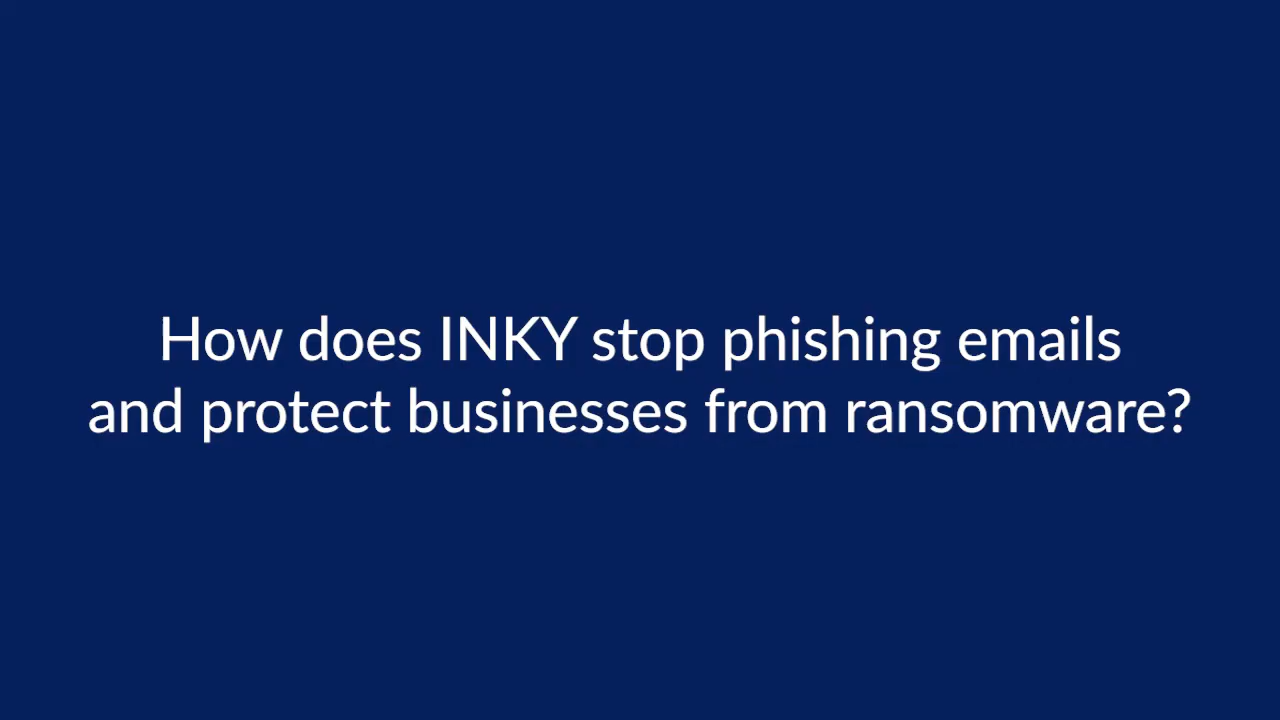 How does INKY stop phishing emails
and protect businesses from ransomware?